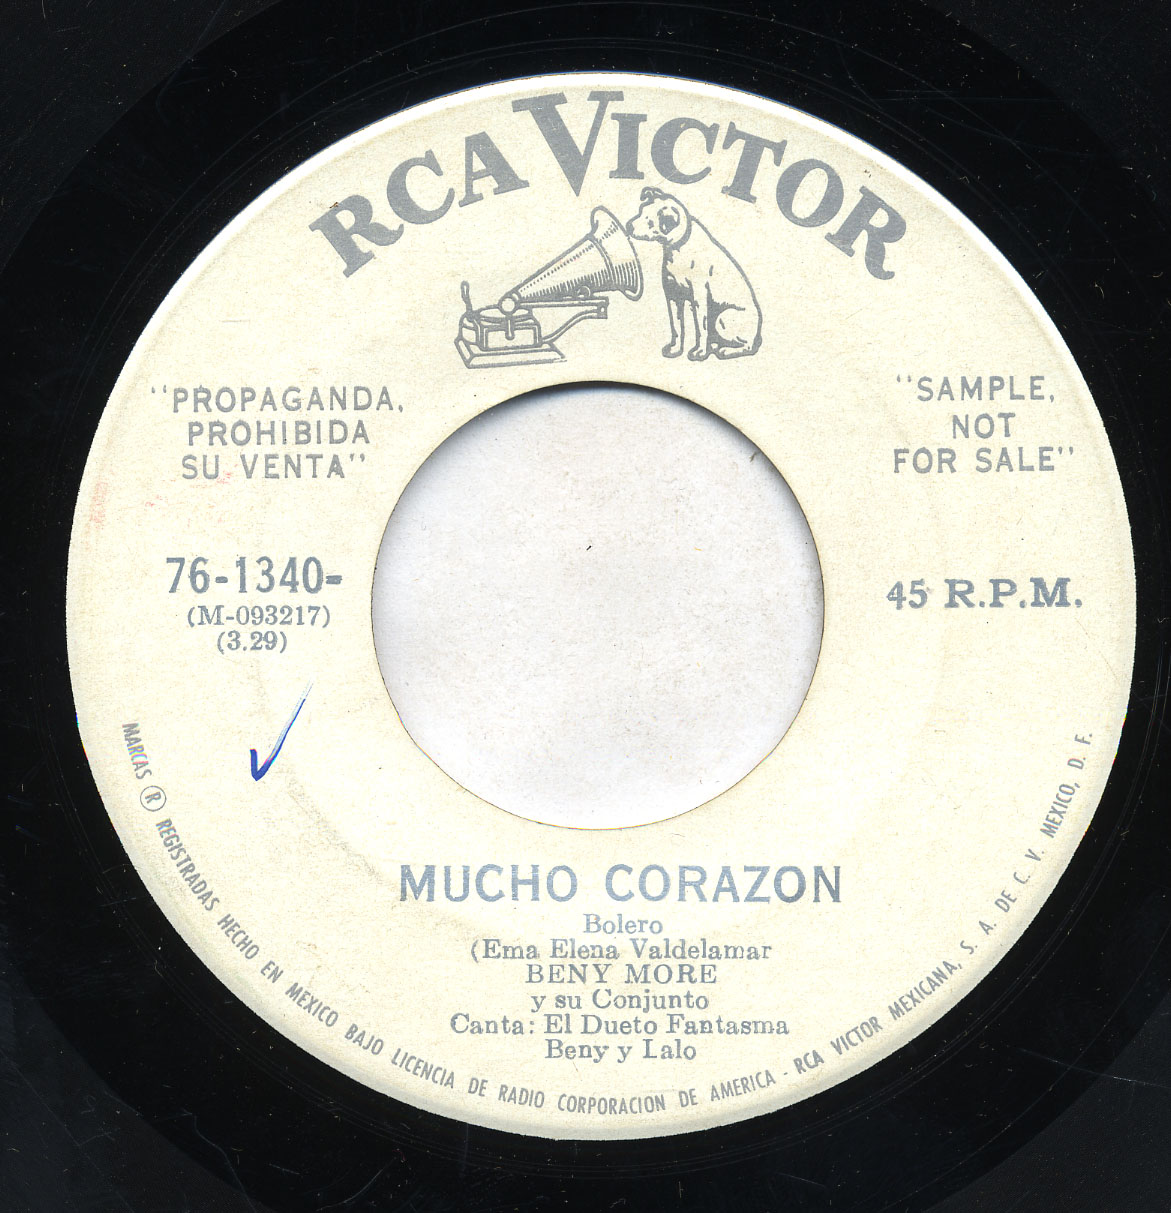 RCA VICTOR
"PROPAGANDA,
PROHIBIDA
SU VENTA"
"SAMPLE,
NOT
FOR SALE"
76-1340-
(M-093217)
(3.29)
45 R.P.M.
MUCHO CORAZON
Bolero
(Ema Elena Valdelamar
BENY MORE
y su Conjunto
Canta: El Dueto Fantasma
Beny y Lalo
MARCAS ® REGISTRADAS HECHO EN MEXICO BAJO LICENCIA DE RADIO CORPORACION DE AMERICA - RCA VICTOR MEXICANA, S. A. DE C. V. MEXICO, D. F.